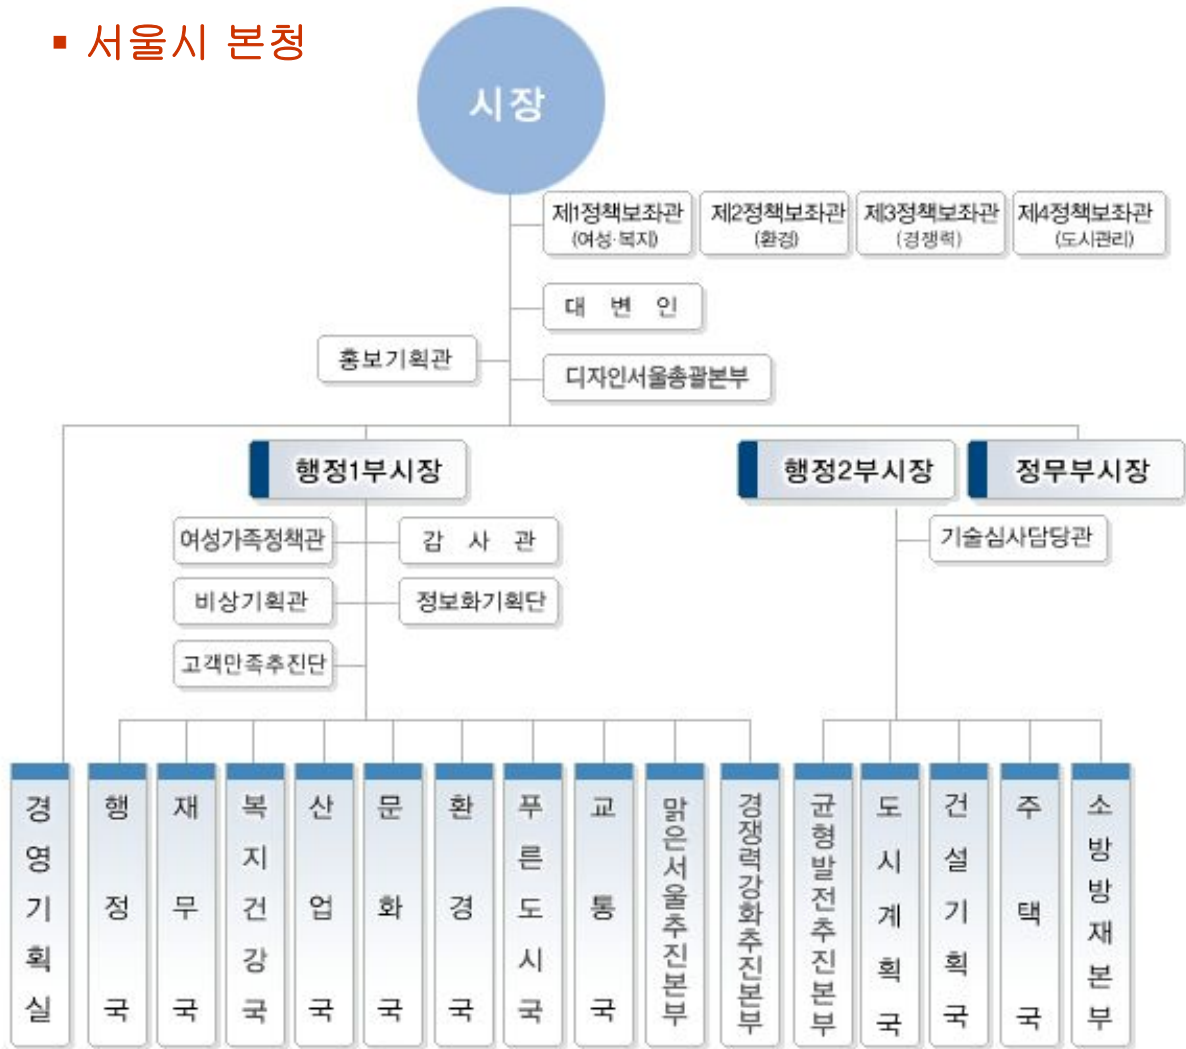 ▪ 서울시 본청
시장
제1정책보좌관
(여성·복지)
제2정책보좌관
(환경)
제3정책보좌관
(경쟁력)
제4정책보좌관
(도시관리)
대 변 인
홍보기획관
디자인서울총괄본부
행정1부시장
행정2부시장
정무부시장
여성가족정책관
감 사 관
기술심사담당관
비상기획관
정보화기획단
고객만족추진단
경영기획실
행정국
재무국
복지건강국
산업국
문화국
환경국
푸른도시국
교통국
맑은서울추진본부
경쟁력강화추진본부
균형발전추진본부
도시계획국
건설기획국
주택국
소방방재본부